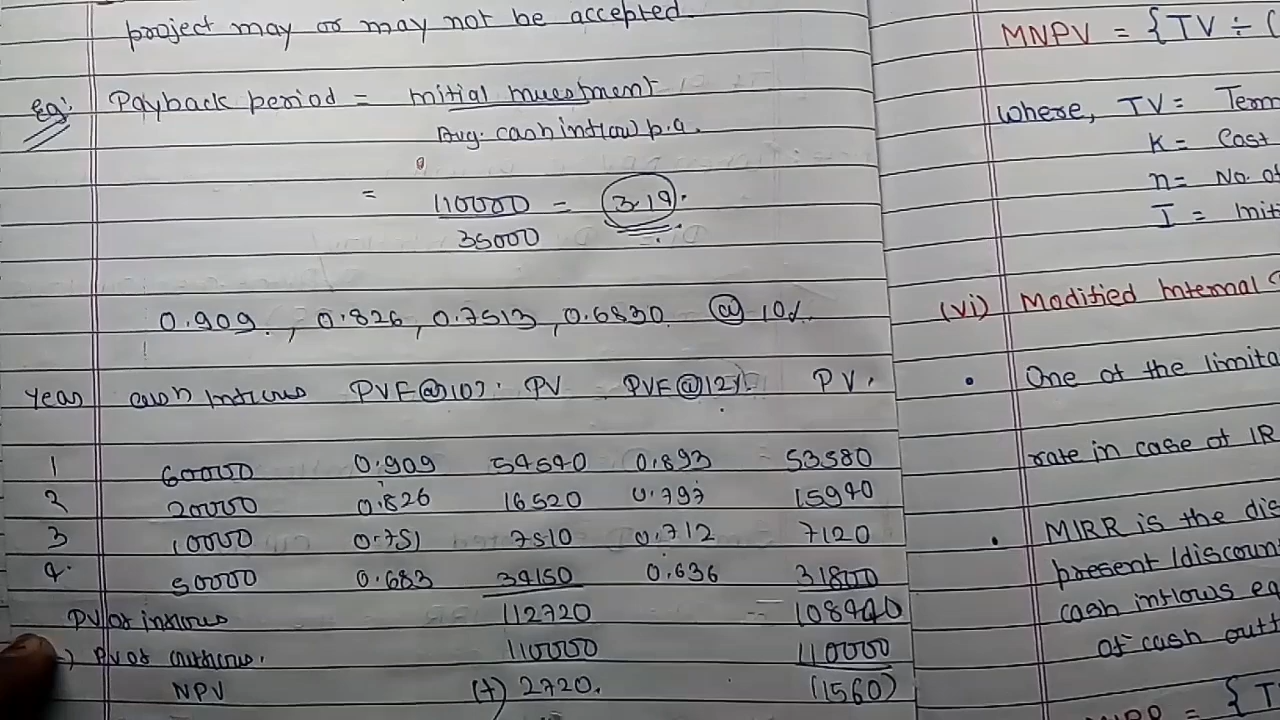 project may or may not be accepted.
Eg: Payback period = Initial investment
Avg. cash inflow p.a.
= 110000 = 3.14.
35000
0.909, 0.826, 0.7513, 0.6830 @ 10%
Year cash Inflows PVF@10% PV PVF@12% PV.
1 60000 0.909 54540 0.893 53580
2 20000 0.826 16520 0.797 15940
3 10000 0.751 7510 0.712 7120
4. 50000 0.683 34150 0.636 31800
PV of inflows 112720 = 108440
PV of outflows. 110000 110000
NPV (+) 2720. (1560)
MNPV = {TV ÷ (
where, TV = Term
K = Cost
n = No. of
I = Init
(vi) Modified Internal
• One of the limita
rate in case of IR
• MIRR is the dis
present/discount
cash inflows eq
of cash outf
= {T